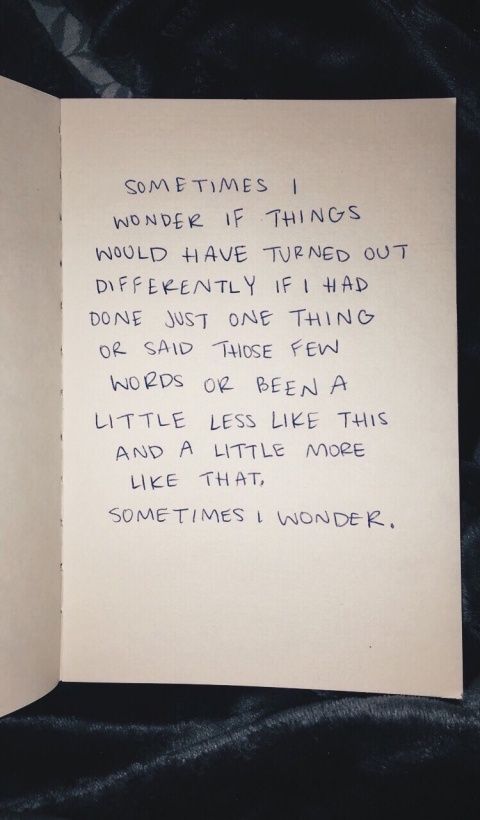 SOMETIMES I
WONDER IF THINGS
WOULD HAVE TURNED OUT
DIFFERENTLY IF I HAD
DONE JUST ONE THING
OR SAID THOSE FEW
WORDS OR BEEN A
LITTLE LESS LIKE THIS
AND A LITTLE MORE
LIKE THAT,
SOMETIMES I WONDER.